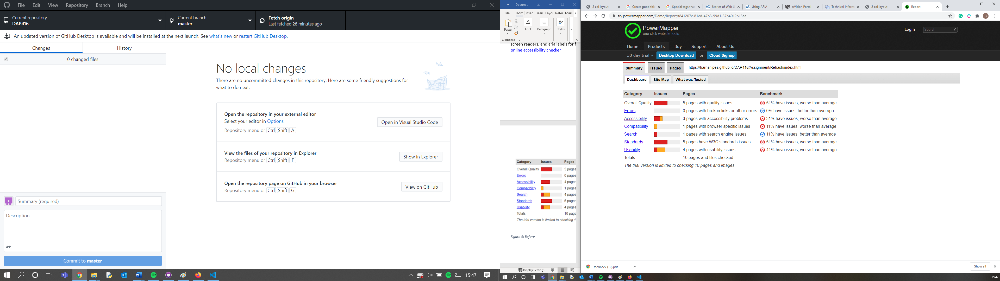 File Edit View Repository Branch Help
Current repository
DAP416
Current branch
master
Fetch origin
Last fetched 28 minutes ago
An updated version of GitHub Desktop is available and will be installed at the next launch. See what's new or restart GitHub Desktop.
Changes History
0 changed files
No local changes
There are no uncommitted changes in this repository. Here are some friendly suggestions for
what to do next.
Open the repository in your external editor
Select your editor in Options
Repository menu or Ctrl Shift A
Open in Visual Studio Code
View the files of your repository in Explorer
Repository menu or Ctrl Shift F
Show in Explorer
Open the repository page on GitHub in your browser
Repository menu or Ctrl Shift G
View on GitHub
Summary (required)
Description
Commit to master
15:47
Docum...
File Hom Inser Desig Layou Refer Maili
Paste Font Paragraph Styles
Clipboard
screen readers, and aria labels for f
online accessibility checker
Category Issues Pages
Overall Quality 5 pages
Errors 0 pages
Accessibility 4 pages
Compatibility 1 pages
Search 4 pages
Standards 5 pages
Usability 4 pages
Totals 10 page
The trial version is limited to checking 1
Figure 3: Before
Display Settings
2 col layout Create good title Special tags that Stories of Web U Using ARIA e:Vision Portal Technical Inform 2 col layout Report
try.powermapper.com/Demo/Report/f841207c-81ed-47b3-99d1-37b4012b15ae
PowerMapper
one click website tools
Login Search
Home Products Buy Support About Us
30 day trial » Desktop Download or Cloud Signup
Summary Issues Pages https://harrisnipes.github.io/DAP416/Assignment/Rehash/index.html
Dashboard Site Map What was Tested
Category Issues Pages Benchmark
Overall Quality 5 pages with quality issues 51% have issues, worse than average
Errors 0 pages with broken links or other errors 0% have issues, better than average
Accessibility 3 pages with accessibility problems 31% have issues, worse than average
Compatibility 1 pages with browser specific issues 11% have issues, worse than average
Search 1 pages with search engine issues 11% have issues, better than average
Standards 5 pages have W3C standards issues 51% have issues, worse than average
Usability 4 pages with usability issues 41% have issues, worse than average
Totals 10 pages and files checked
The trial version is limited to checking 10 pages and images.
feedback (10).pdf
Show all
15:47